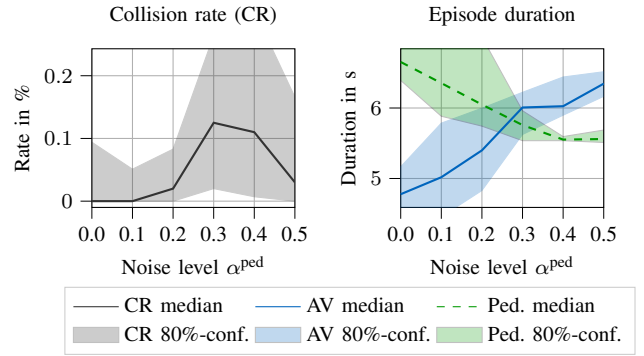 Collision rate (CR)
Episode duration
Rate in %
0.2
0.1
0
0.0 0.1 0.2 0.3 0.4 0.5
Noise level α^ped
Duration in s
6
5
0.0 0.1 0.2 0.3 0.4 0.5
Noise level α^ped
CR median AV median Ped. median
CR 80%-conf. AV 80%-conf. Ped. 80%-conf.